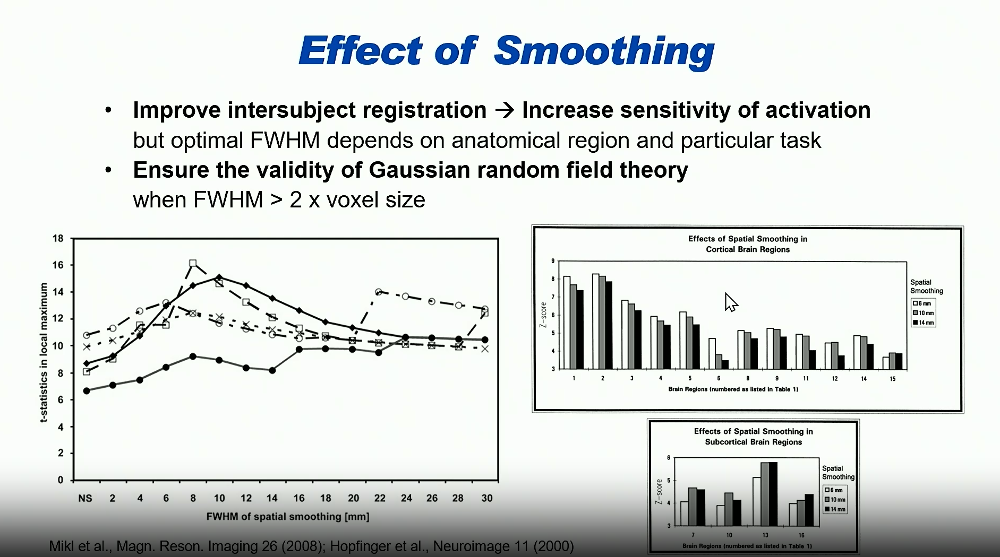 Effect of Smoothing
• Improve intersubject registration → Increase sensitivity of activation
but optimal FWHM depends on anatomical region and particular task
• Ensure the validity of Gaussian random field theory
when FWHM > 2 x voxel size
18
16
14
12
10
8
6
4
2
0
t-statistics in local maximum
NS 2 4 6 8 10 12 14 16 18 20 22 24 26 28 30
FWHM of spatial smoothing [mm]
Effects of Spatial Smoothing in
Cortical Brain Regions
9
8
7
6
5
4
3
Z-score
1 2 3 4 5 6 8 9 11 12 14 15
Brain Regions (numbered as listed in Table 1)
Spatial
Smoothing
6 mm
10 mm
14 mm
Effects of Spatial Smoothing in
Subcortical Brain Regions
6
5
4
3
Z-score
7 10 13 16
Brain Regions (numbered as listed in Table 1)
Spatial
Smoothing
6 mm
10 mm
14 mm
Mikl et al., Magn. Reson. Imaging 26 (2008); Hopfinger et al., Neuroimage 11 (2000)